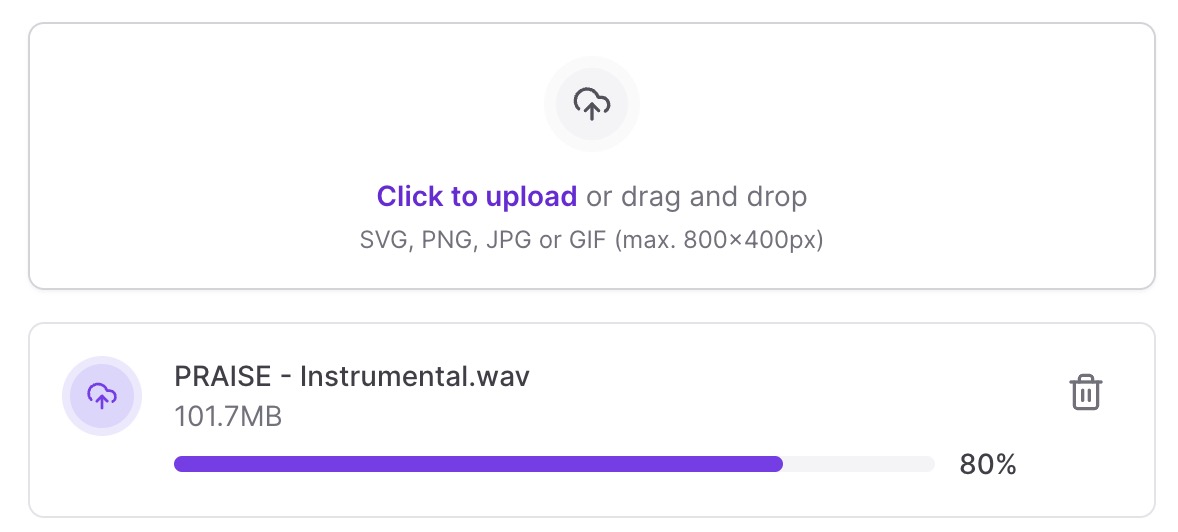 Click to upload or drag and drop
SVG, PNG, JPG or GIF (max. 800×400px)
PRAISE - Instrumental.wav
101.7MB
80%